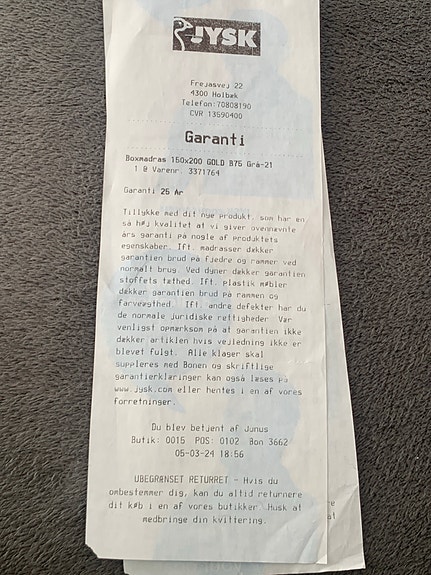 JYSK
Frejasvej 22
4300 Holbæk
Telefon:70808190
CVR 13590400
Garanti
Boxmadras 150x200 GOLD B75 Grå-21
1 @ Varenr. 3371764
Garanti 25 År
Tillykke med dit nye produkt, som har en
så høj kvalitet at vi giver ovennævnte
års garanti på nogle af produktets
egenskaber. Ift. madrasser dækker
garantien brud på fjedre og rammer ved
normalt brug. Ved dyner dækker garantien
stoffets tæthed. Ift. plastik møbler
dækker garantien brud på rammen og
farveægthed. Ift. andre defekter har du
de normale juridiske rettigheder. Vær
venligst opmærksom på at garantien ikke
dækker artiklen hvis vejledning ikke er
blevet fulgt. Alle klager skal
suppleres med Bonen og skriftlige
garantierklæringer kan også læses på
www.jysk.com eller hentes i en af vores
forretninger.
Du blev betjent af Junus
Butik: 0015 POS: 0102 Bon 3662
05-03-24 18:56
UBEGRÆNSET RETURRET - Hvis du
ombestemmer dig, kan du altid returnere
dit køb i en af vores butikker. Husk at
medbringe din kvittering.